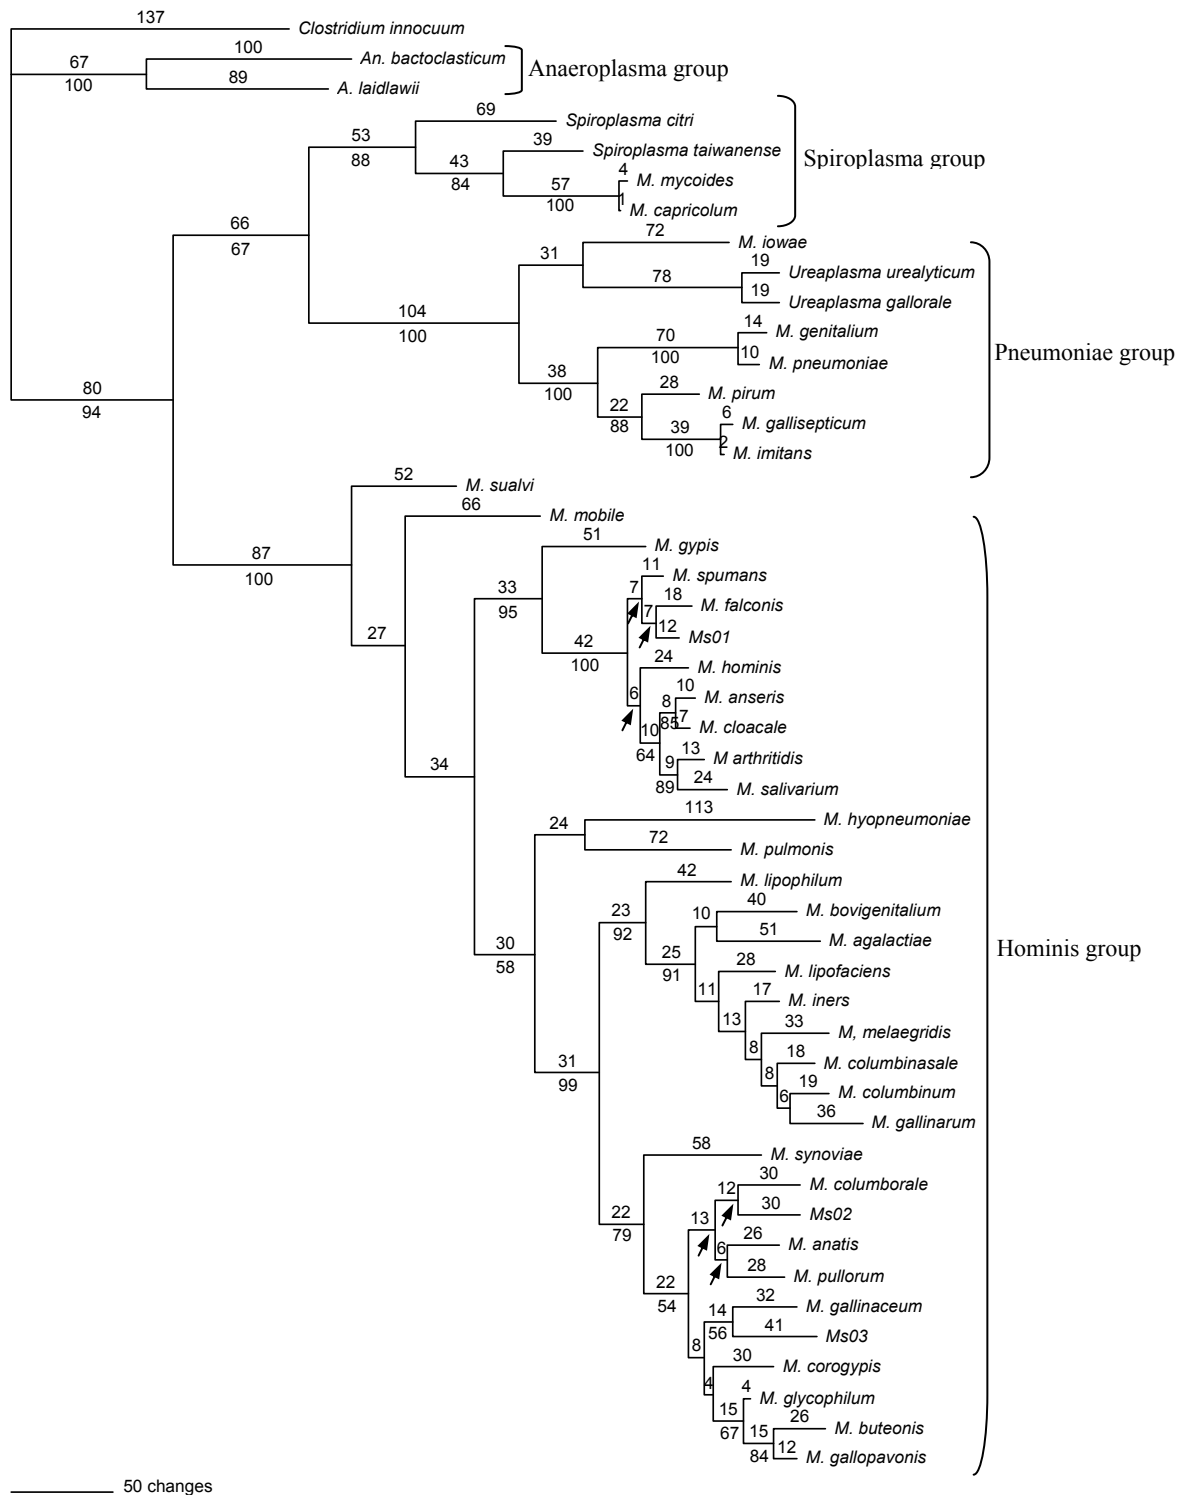 137
Clostridium innocuum
100
An. bactoclasticum
67
Anaeroplasma group
100
89
A. laidlawii
69
Spiroplasma citri
53
39
Spiroplasma taiwanense
88
43
Spiroplasma group
4
84
57
M. mycoides
1
100
M. capricolum
66
72
67
M. iowae
31
19
Ureaplasma urealyticum
78
19
Ureaplasma gallorale
104
14
100
70
M. genitalium
10
Pneumoniae group
100
M. pneumoniae
38
28
80
M. pirum
100
22
6
94
88
39
M. gallisepticum
2
100
M. imitans
52
M. sualvi
66
M. mobile
51
M. gypis
87
11
100
M. spumans
33
7
18
95
7
M. falconis
12
Ms01
27
42
24
100
M. hominis
6
10
8
M. anseris
85
7
10
M. cloacale
64
13
9
M arthritidis
34
24
89
M. salivarium
113
M. hyopneumoniae
24
72
M. pulmonis
42
M. lipophilum
40
23
10
M. bovigenitalium
92
51
30
25
M. agalactiae
Hominis group
58
91
28
M. lipofaciens
11
17
M. iners
13
33
M, melaegridis
8
18
31
8
M. columbinasale
99
19
6
M. columbinum
36
M. gallinarum
58
M. synoviae
30
12
M. columborale
22
13
30
Ms02
79
26
6
M. anatis
28
22
M. pullorum
54
32
14
M. gallinaceum
56
41
8
Ms03
30
4
M. corogypis
4
M. glycophilum
15
26
67
15
M. buteonis
12
84
M. gallopavonis
50 changes